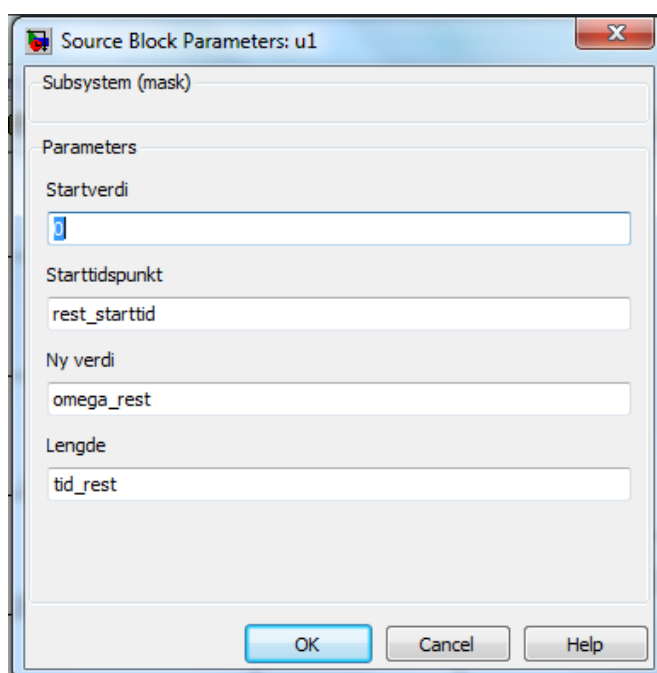 Source Block Parameters: u1
Subsystem (mask)
Parameters
Startverdi
0
Starttidspunkt
rest_starttid
Ny verdi
omega_rest
Lengde
tid_rest
OK Cancel Help